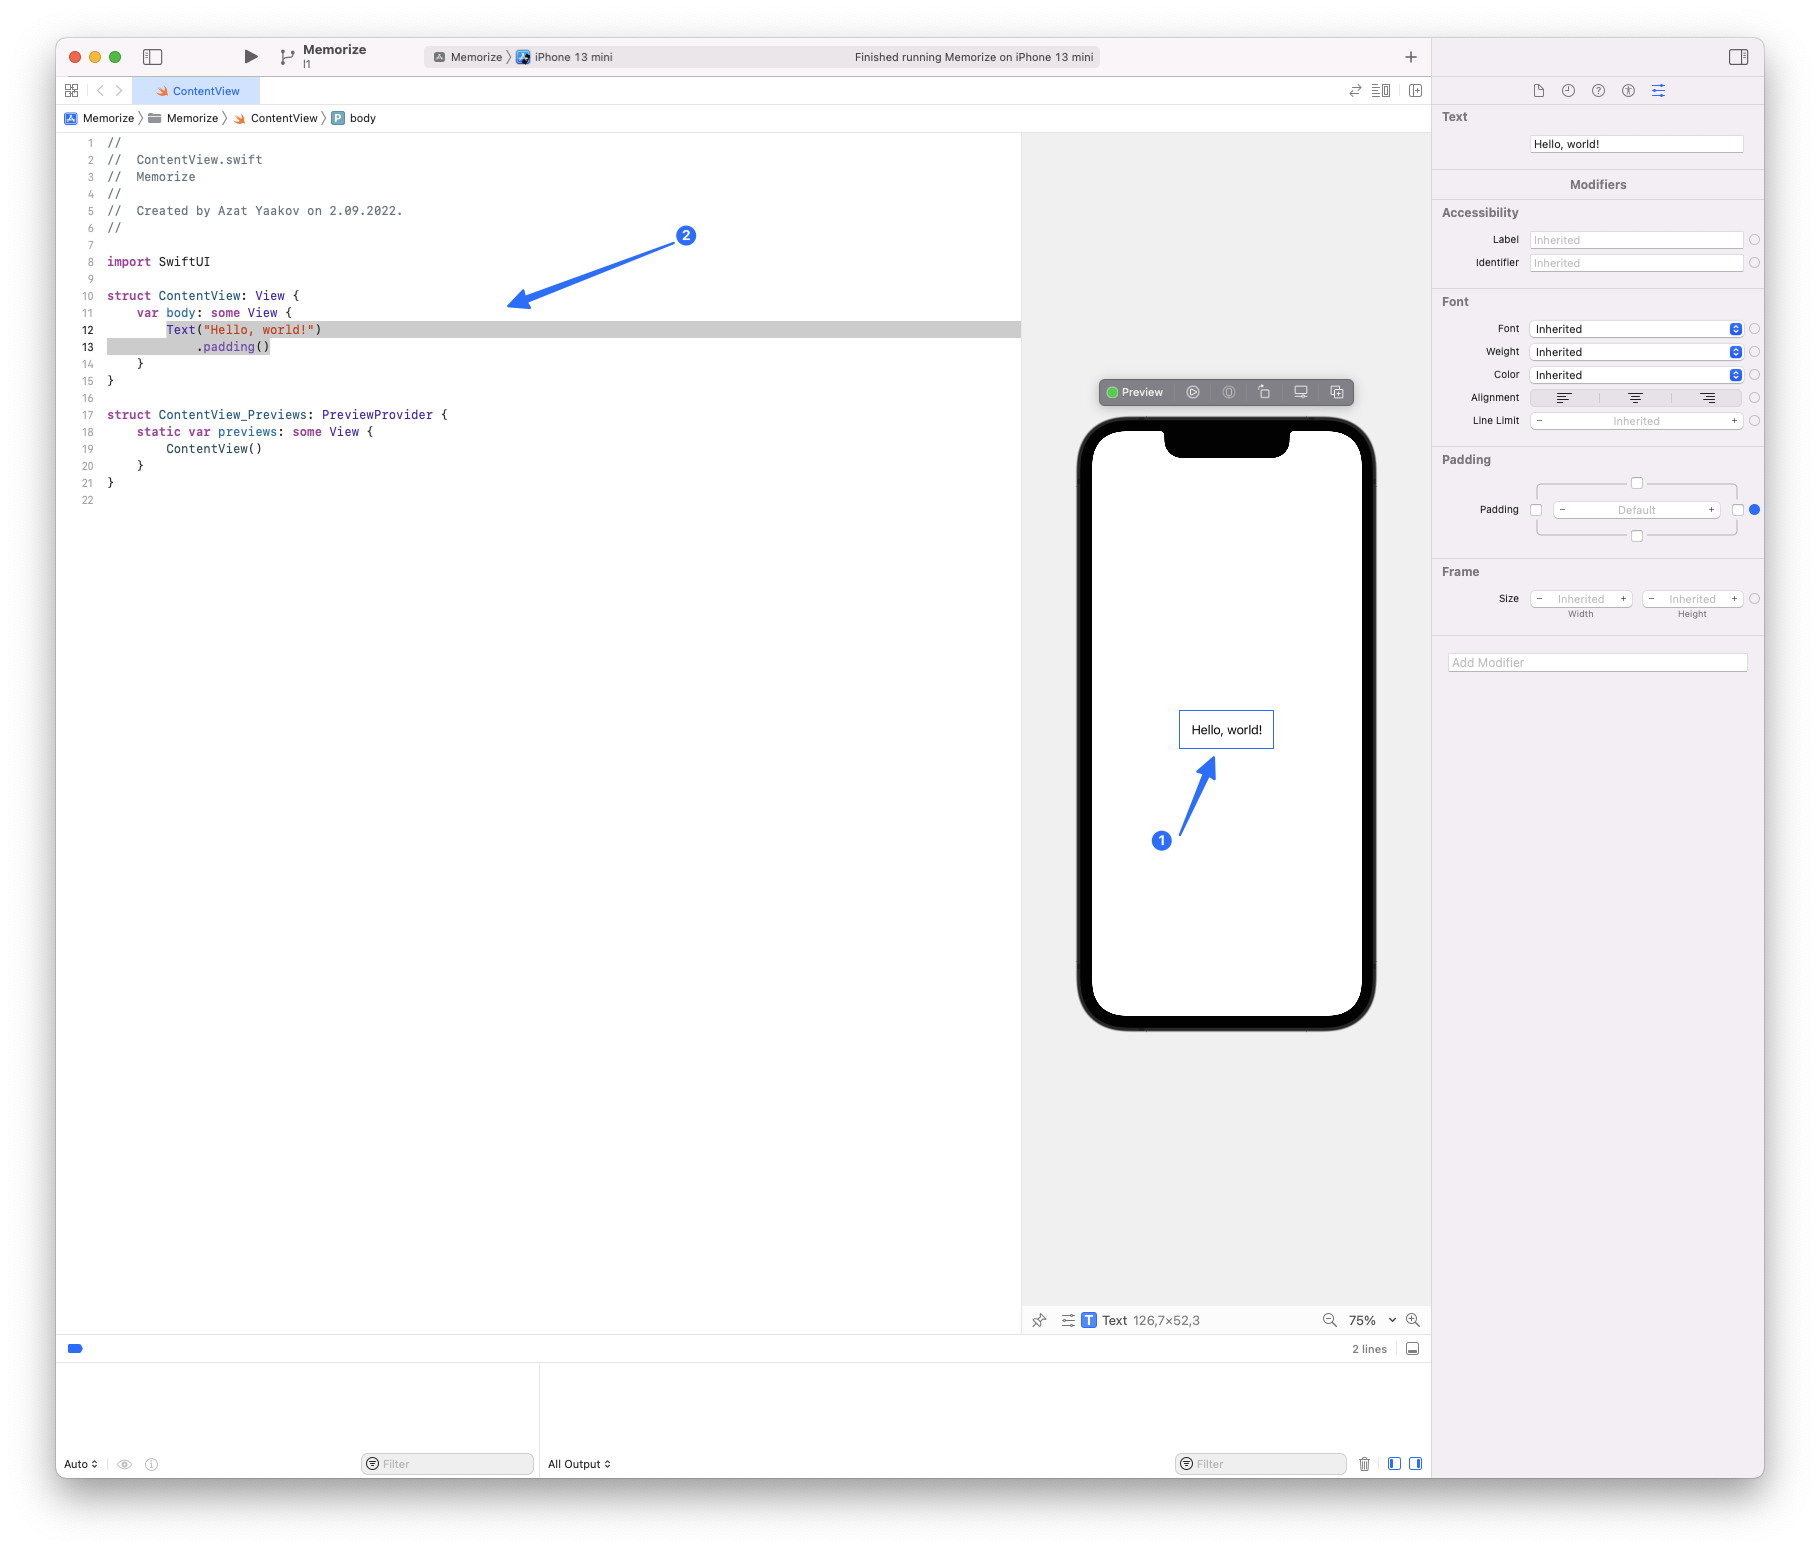 Memorize
l1
Memorize 〉 iPhone 13 mini
Finished running Memorize on iPhone 13 mini
ContentView
Memorize 〉 Memorize 〉 ContentView 〉 P body
1 //
2 //  ContentView.swift
3 //  Memorize
4 //
5 //  Created by Azat Yaakov on 2.09.2022.
6 //
7
8 import SwiftUI
9
10 struct ContentView: View {
11     var body: some View {
12         Text("Hello, world!")
13             .padding()
14     }
15 }
16
17 struct ContentView_Previews: PreviewProvider {
18     static var previews: some View {
19         ContentView()
20     }
21 }
22
2
Preview
Hello, world!
1
T Text 126,7×52,3
75%
2 lines
Auto
Filter
All Output
Filter
Text
Hello, world!
Modifiers
Accessibility
Label Inherited
Identifier Inherited
Font
Font Inherited
Weight Inherited
Color Inherited
Alignment
Line Limit − Inherited +
Padding
Padding − Default +
Frame
Size − Inherited + − Inherited +
Width Height
Add Modifier